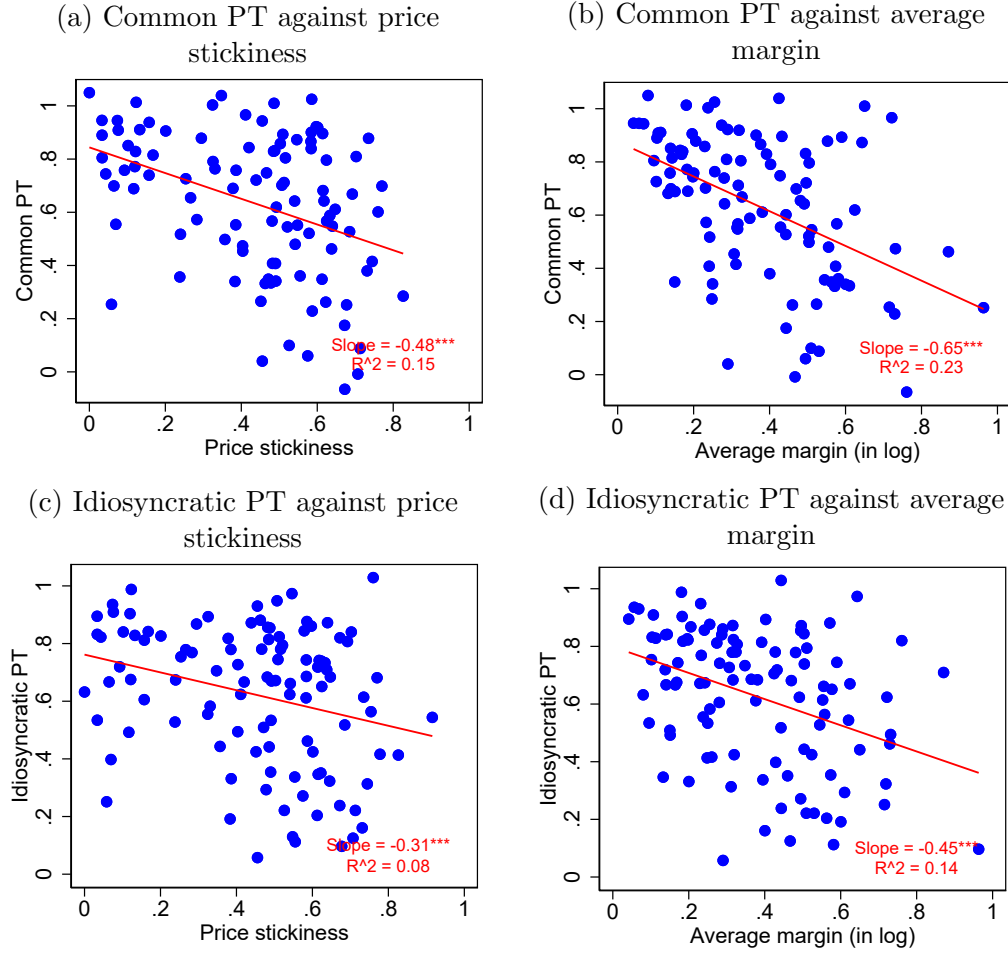 (a) Common PT against price
stickiness
Common PT
1
.8
.6
.4
.2
0
Slope = -0.48***
R^2 = 0.15
0 .2 .4 .6 .8 1
Price stickiness
(b) Common PT against average
margin
Common PT
1
.8
.6
.4
.2
0
Slope = -0.65***
R^2 = 0.23
0 .2 .4 .6 .8 1
Average margin (in log)
(c) Idiosyncratic PT against price
stickiness
Idiosyncratic PT
1
.8
.6
.4
.2
0
Slope = -0.31***
R^2 = 0.08
0 .2 .4 .6 .8 1
Price stickiness
(d) Idiosyncratic PT against average
margin
Idiosyncratic PT
1
.8
.6
.4
.2
0
Slope = -0.45***
R^2 = 0.14
0 .2 .4 .6 .8 1
Average margin (in log)